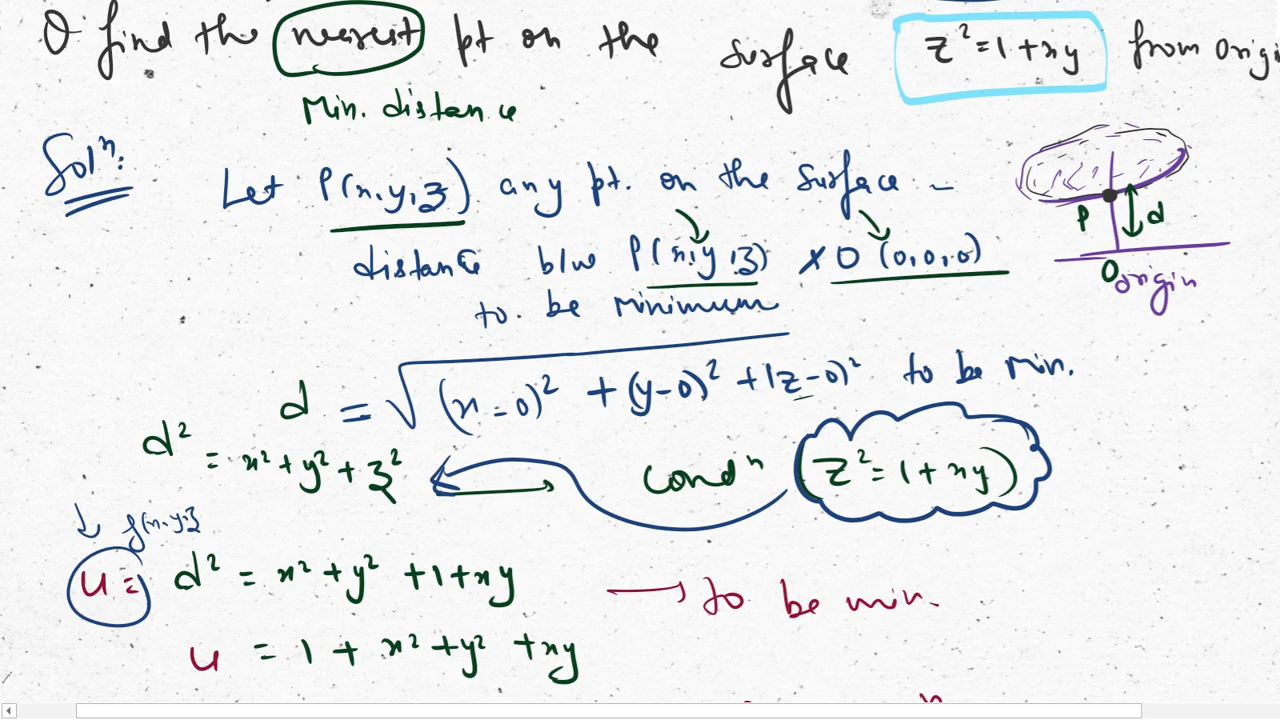 Q find the nearest pt on the surface z²=1+xy from origi
Min. distance
Solⁿ:
Let P(x,y,z) any pt. on the surface –
distance b/w P(x,y,z) & O (0,0,0)
to be minimum
P d
O origin
d = √(x-0)² + (y-0)² + (z-0)² to be min.
d² = x² + y² + z² condⁿ (z² = 1 + xy)
↓ f(x,y,z
u = d² = x² + y² + 1 + xy → to be min.
u = 1 + x² + y² + xy